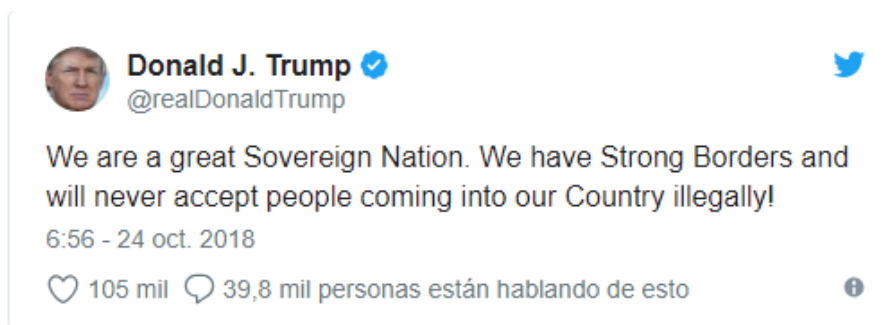 Donald J. Trump
@realDonaldTrump
We are a great Sovereign Nation. We have Strong Borders and
will never accept people coming into our Country illegally!
6:56 - 24 oct. 2018
105 mil 39,8 mil personas están hablando de esto